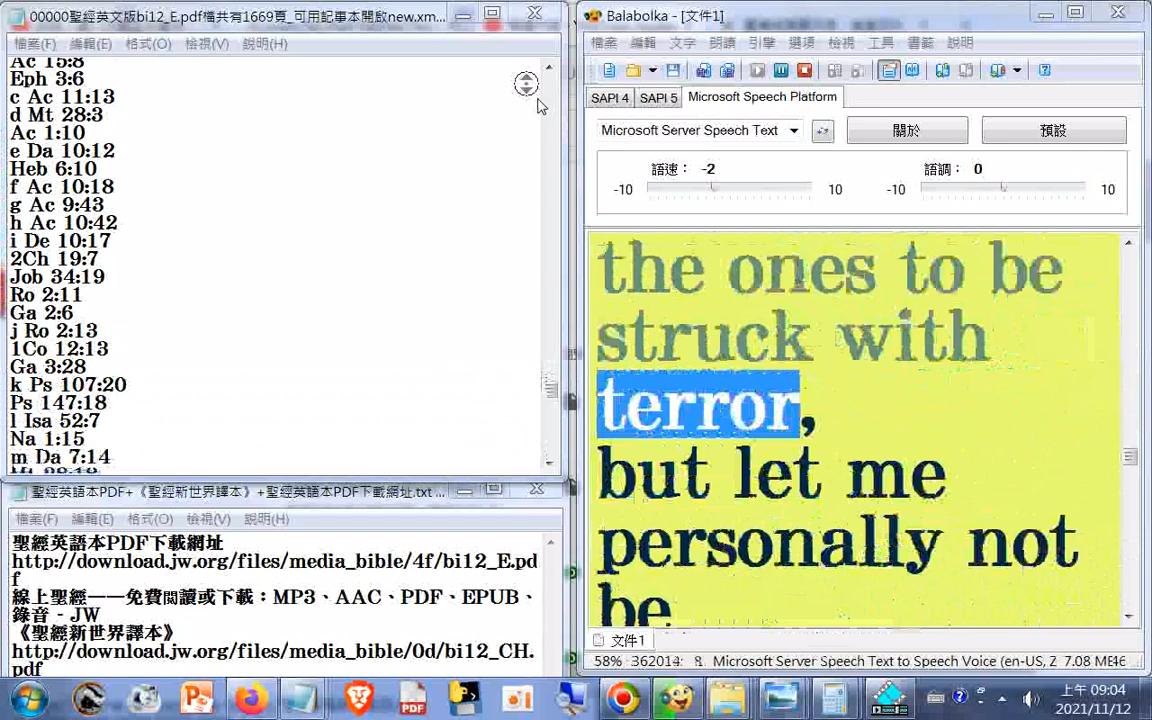 00000聖經英文版bi12_E.pdf檔共有1669頁_可用記事本開啟new.xm...
檔案(F) 編輯(E) 格式(O) 檢視(V) 說明(H)
Ac 15:8
Eph 3:6
c Ac 11:13
d Mt 28:3
Ac 1:10
e Da 10:12
Heb 6:10
f Ac 10:18
g Ac 9:43
h Ac 10:42
i De 10:17
2Ch 19:7
Job 34:19
Ro 2:11
Ga 2:6
j Ro 2:13
1Co 12:13
Ga 3:28
k Ps 107:20
Ps 147:18
l Isa 52:7
Na 1:15
m Da 7:14
Mt 28:18
聖經英語本PDF+《聖經新世界譯本》+聖經英語本PDF下載網址.txt ...
檔案(F) 編輯(E) 格式(O) 檢視(V) 說明(H)
聖經英語本PDF下載網址
http://download.jw.org/files/media_bible/4f/bi12_E.pd
f
線上聖經——免費閱讀或下載：MP3、AAC、PDF、EPUB、
錄音 - JW
《聖經新世界譯本》
http://download.jw.org/files/media_bible/0d/bi12_CH.
pdf
Balabolka - [文件1]
檔案 編輯 文字 朗讀 引擎 選項 檢視 工具 書籤 說明
SAPI 4 SAPI 5 Microsoft Speech Platform
Microsoft Server Speech Text 關於 預設
語速： -2 語調： 0
-10 10 -10 10
the ones to be
struck with
terror,
but let me
personally not
be
文件1
58% 362014: Microsoft Server Speech Text to Speech Voice (en-US, Z 7.08 ME46
上午 09:04
2021/11/12